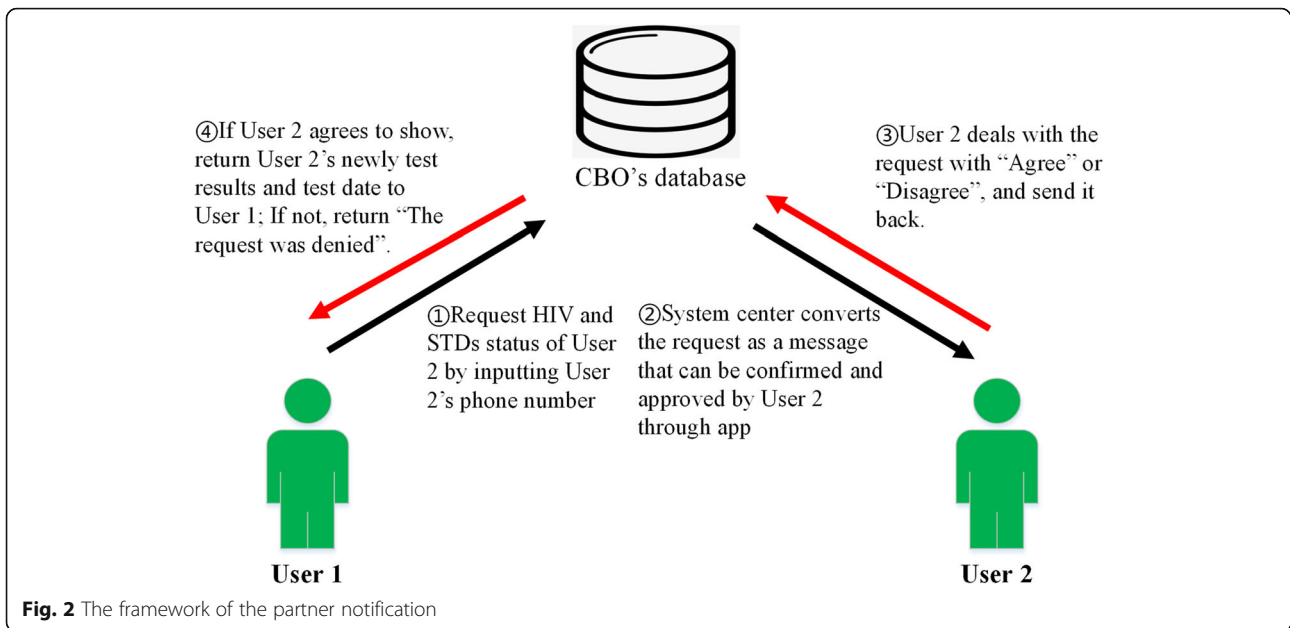 ④If User 2 agrees to show,
return User 2’s newly test
results and test date to
User 1; If not, return “The
request was denied”.
CBO’s database
③User 2 deals with the
request with “Agree” or
“Disagree”, and send it
back.
①Request HIV and
STDs status of User
2 by inputting User
2’s phone number
②System center converts
the request as a message
that can be confirmed and
approved by User 2
through app
User 1
User 2
Fig. 2 The framework of the partner notification